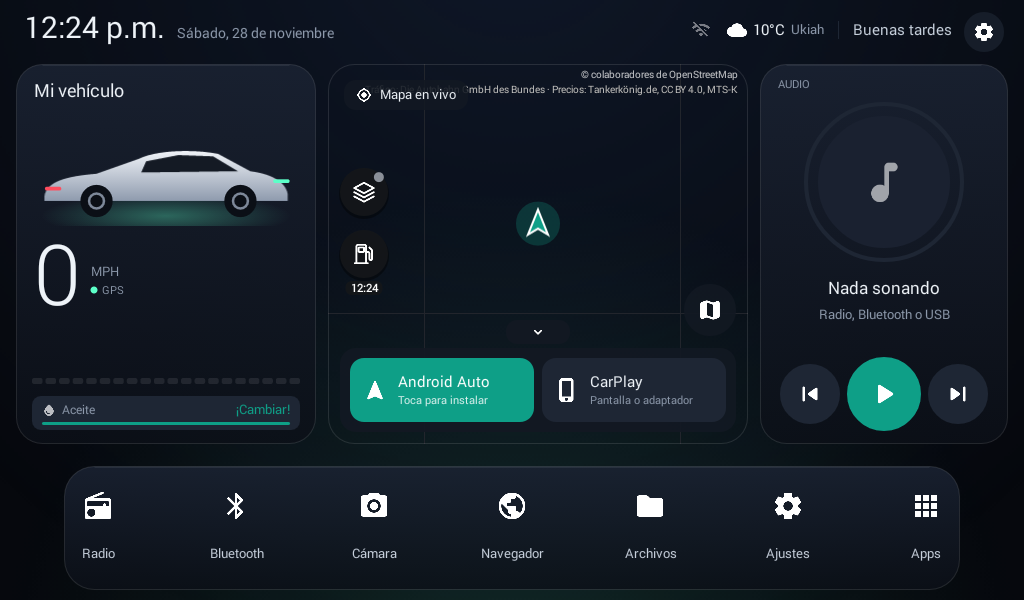 12:24 p.m.
Sábado, 28 de noviembre
10°C Ukiah
Buenas tardes
Mi vehículo
0
MPH
GPS
Aceite
¡Cambiar!
© colaboradores de OpenStreetMap
GmbH des Bundes · Precios: Tankerkönig.de, CC BY 4.0, MTS-K
Mapa en vivo
12:24
Android Auto
Toca para instalar
CarPlay
Pantalla o adaptador
AUDIO
Nada sonando
Radio, Bluetooth o USB
Radio
Bluetooth
Cámara
Navegador
Archivos
Ajustes
Apps